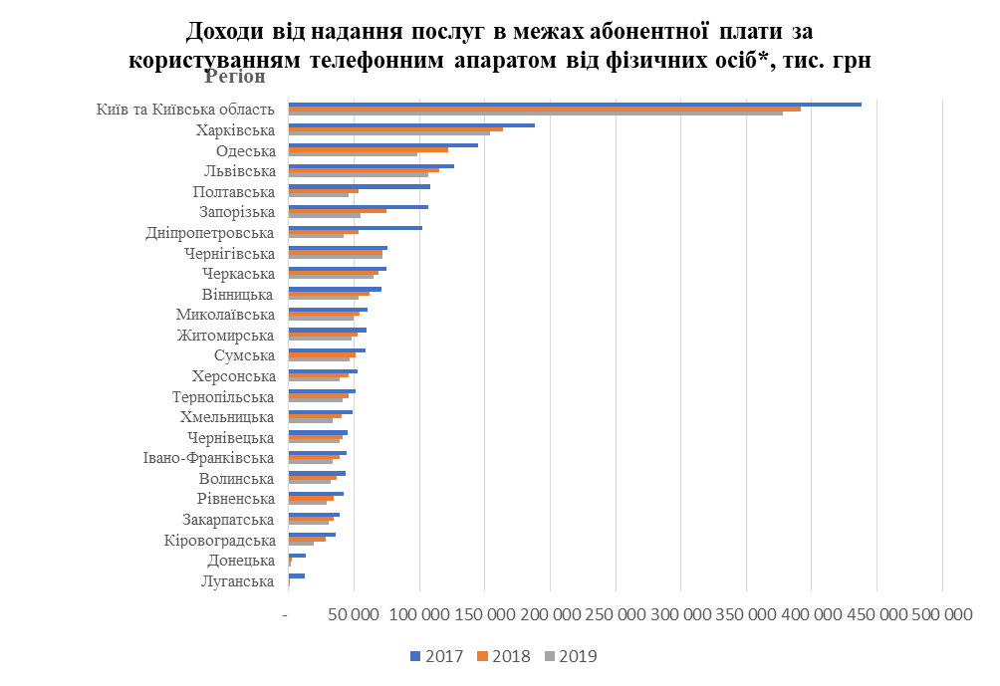 Доходи від надання послуг в межах абонентної плати за
користуванням телефонним апаратом від фізичних осіб*, тис. грн
Регіон
Київ та Київська область
Харківська
Одеська
Львівська
Полтавська
Запорізька
Дніпропетровська
Чернігівська
Черкаська
Вінницька
Миколаївська
Житомирська
Сумська
Херсонська
Тернопільська
Хмельницька
Чернівецька
Івано-Франківська
Волинська
Рівненська
Закарпатська
Кіровоградська
Донецька
Луганська
- 50 000 100 000 150 000 200 000 250 000 300 000 350 000 400 000 450 000 500 000
2017 2018 2019